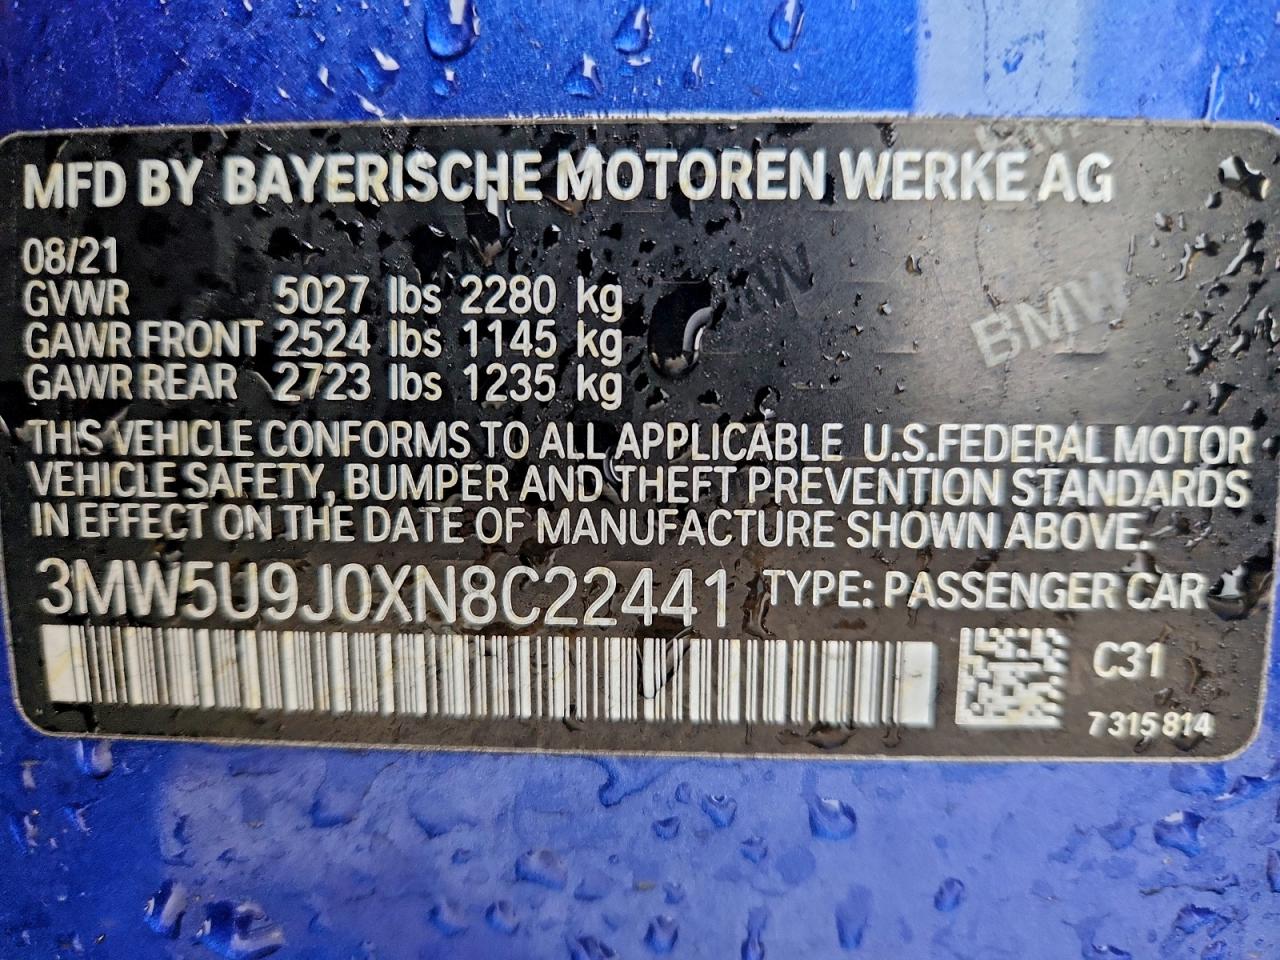 MFD BY BAYERISCHE MOTOREN WERKE AG
08/21
GVWR 5027 lbs 2280 kg
GAWR FRONT 2524 lbs 1145 kg
GAWR REAR 2723 lbs 1235 kg
BMW
THIS VEHICLE CONFORMS TO ALL APPLICABLE U.S.FEDERAL MOTOR
VEHICLE SAFETY, BUMPER AND THEFT PREVENTION STANDARDS
IN EFFECT ON THE DATE OF MANUFACTURE SHOWN ABOVE.
3MW5U9J0XN8C22441 TYPE: PASSENGER CAR
C31
7315814